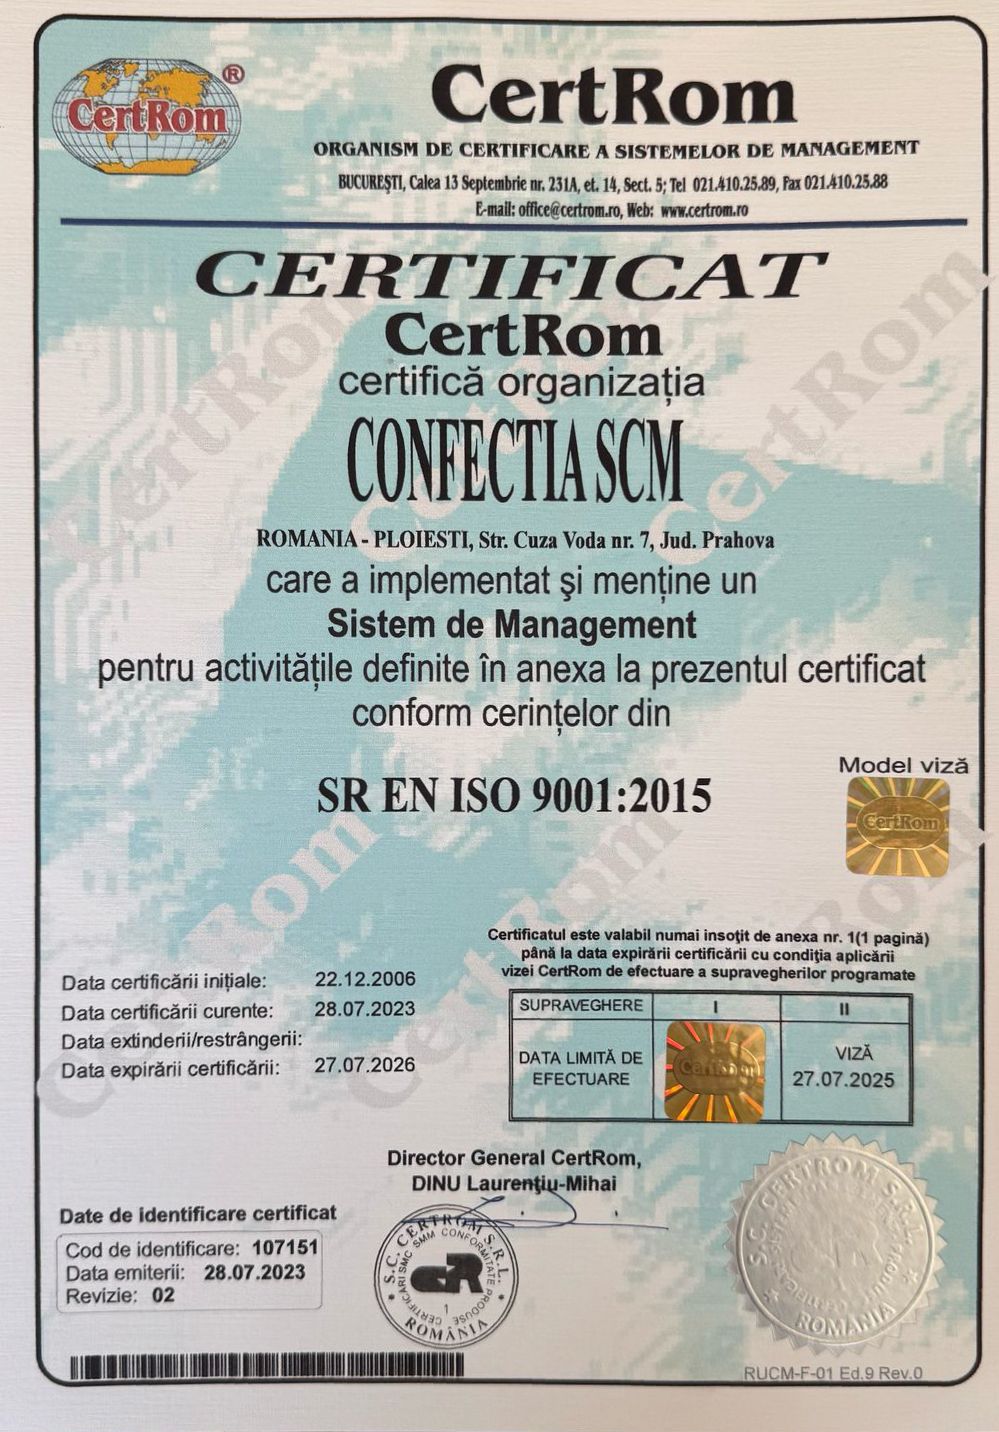 CertRom ®
CertRom
ORGANISM DE CERTIFICARE A SISTEMELOR DE MANAGEMENT
BUCUREŞTI, Calea 13 Septembrie nr. 231A, et. 14, Sect. 5; Tel 021.410.25.89, Fax 021.410.25.88
E-mail: office@certrom.ro, Web: www.certrom.ro
CERTIFICAT
CertRom
certifică organizaţia
CONFECTIA SCM
ROMANIA - PLOIESTI, Str. Cuza Voda nr. 7, Jud. Prahova
care a implementat şi menţine un
Sistem de Management
pentru activităţile definite în anexa la prezentul certificat
conform cerinţelor din
SR EN ISO 9001:2015
Model viză
CertRom
Certificatul este valabil numai insoţit de anexa nr. 1(1 pagină)
până la data expirării certificării cu condiţia aplicării
vizei CertRom de efectuare a supravegherilor programate
Data certificării iniţiale: 22.12.2006
Data certificării curente: 28.07.2023
Data extinderii/restrângerii:
Data expirării certificării: 27.07.2026
SUPRAVEGHERE I II
DATA LIMITĂ DE
EFECTUARE
CertRom
VIZĂ
27.07.2025
Director General CertRom,
DINU Laurenţiu-Mihai
Date de identificare certificat
Cod de identificare: 107151
Data emiterii: 28.07.2023
Revizie: 02
S.C. CERTROM S.R.L.
CERTIFICARI SMC SMM CONFORMITATE PRODUSE
CR
1
ROMÂNIA
S.C. CERTROM S.R.L.
ROMANIA
RUCM-F-01 Ed.9 Rev.0